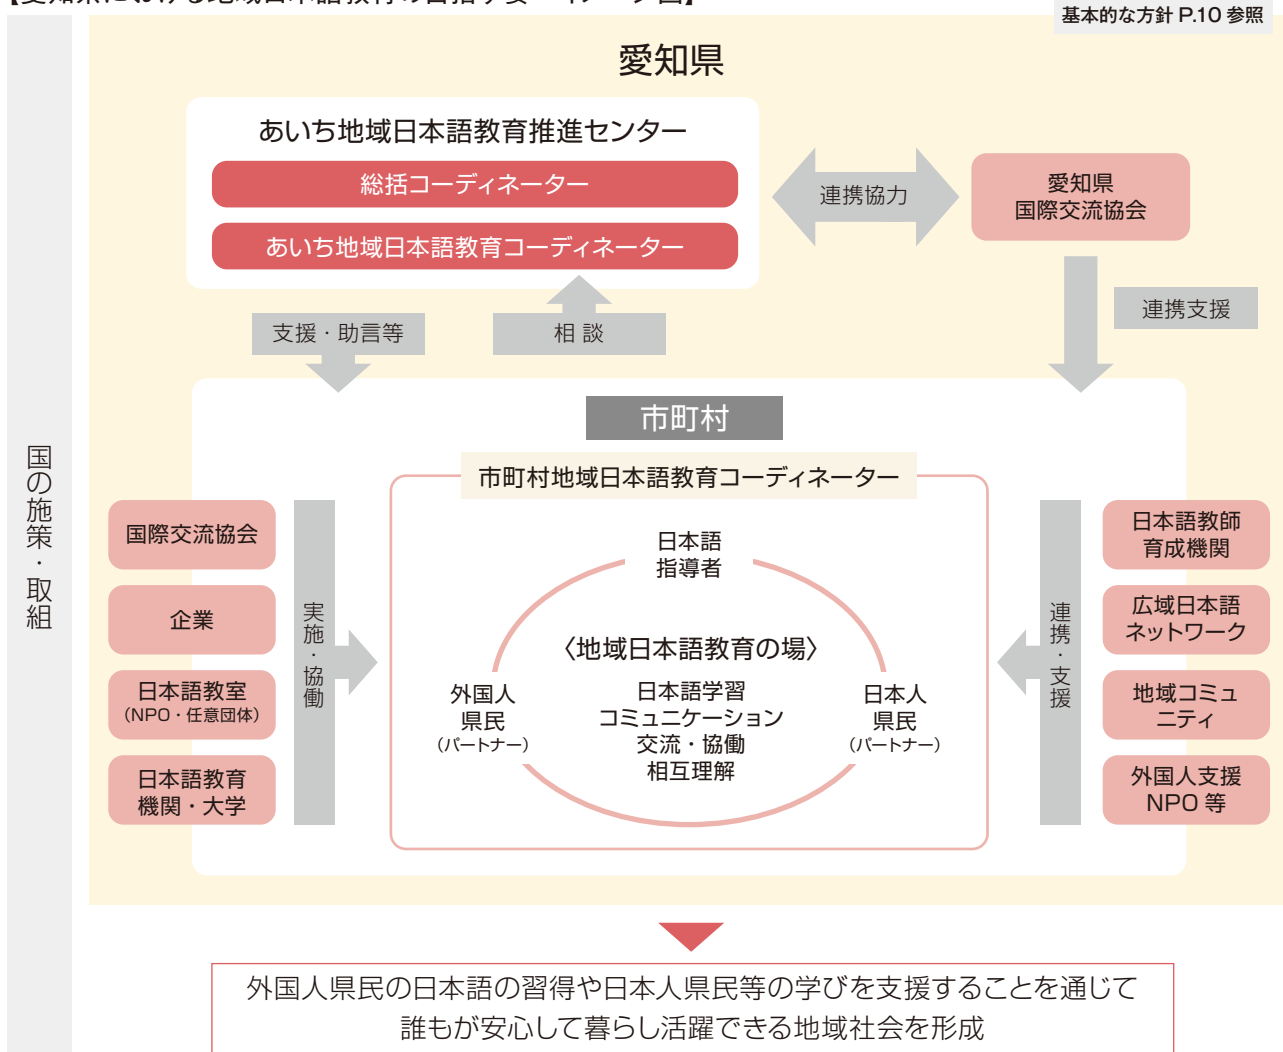 基本的な方針 P.10 参照
愛知県
あいち地域日本語教育推進センター
総括コーディネーター
あいち地域日本語教育コーディネーター
連携協力
愛知県
国際交流協会
支援・助言等
相 談
連携支援
市町村
市町村地域日本語教育コーディネーター
国の施策・取組
国際交流協会
企業
日本語教室
(NPO・任意団体)
日本語教育
機関・大学
実施・協働
日本語
指導者
〈地域日本語教育の場〉
日本語学習
コミュニケーション
交流・協働
相互理解
外国人
県民
(パートナー)
日本人
県民
(パートナー)
連携・支援
日本語教師
育成機関
広域日本語
ネットワーク
地域コミュ
ニティ
外国人支援
NPO 等
外国人県民の日本語の習得や日本人県民等の学びを支援することを通じて
誰もが安心して暮らし活躍できる地域社会を形成